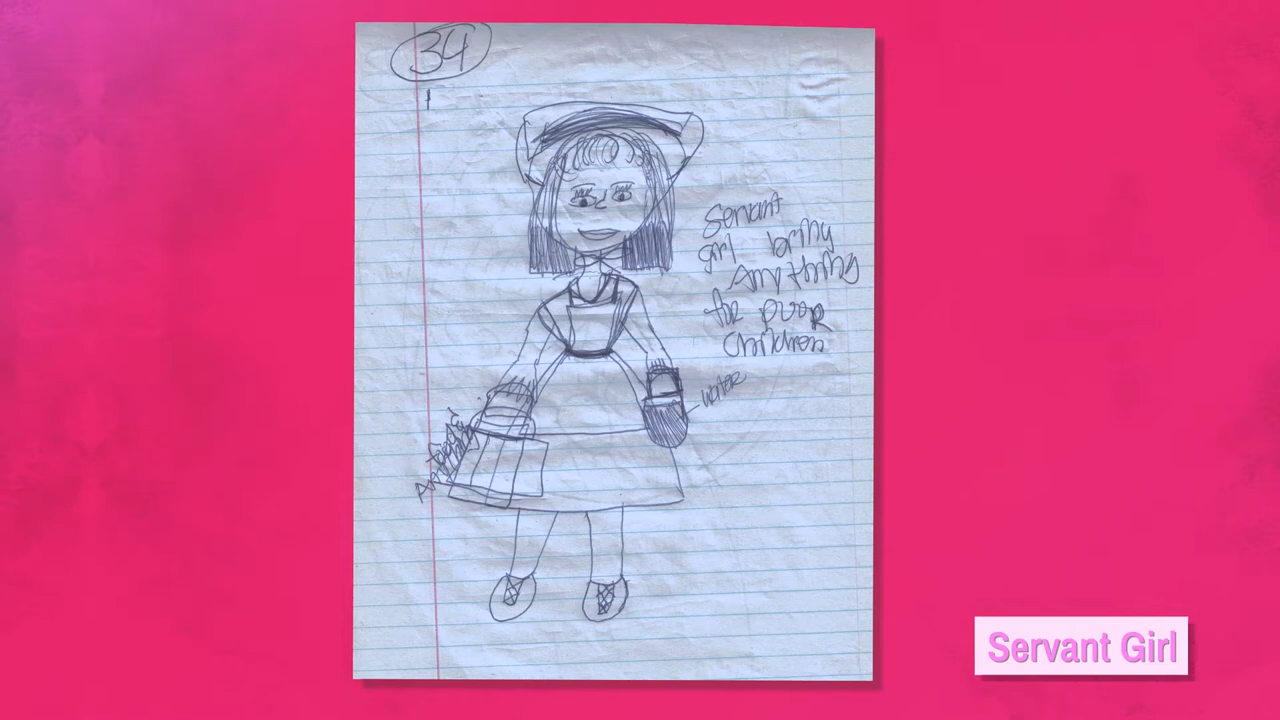 34
Servant
girl bring
Anything
for poor
Children
water
Servant Girl